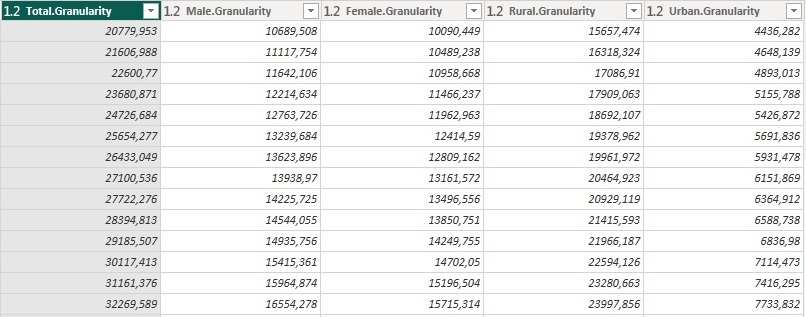 1.2 Total.Granularity 1.2 Male.Granularity 1.2 Female.Granularity 1.2 Rural.Granularity 1.2 Urban.Granularity
20779,953 10689,508 10090,449 15657,474 4436,282
21606,988 11117,754 10489,238 16318,324 4648,139
22600,77 11642,106 10958,668 17086,91 4893,013
23680,871 12214,634 11466,237 17909,063 5155,788
24726,684 12763,726 11962,963 18692,107 5426,872
25654,277 13239,684 12414,59 19378,962 5691,836
26433,049 13623,896 12809,162 19961,972 5931,478
27100,536 13938,97 13161,572 20464,923 6151,869
27722,276 14225,725 13496,556 20929,119 6364,912
28394,813 14544,055 13850,751 21415,593 6588,738
29185,507 14935,756 14249,755 21966,187 6836,98
30117,413 15415,361 14702,05 22594,126 7114,473
31161,376 15964,874 15196,504 23280,663 7416,295
32269,589 16554,278 15715,314 23997,856 7733,832